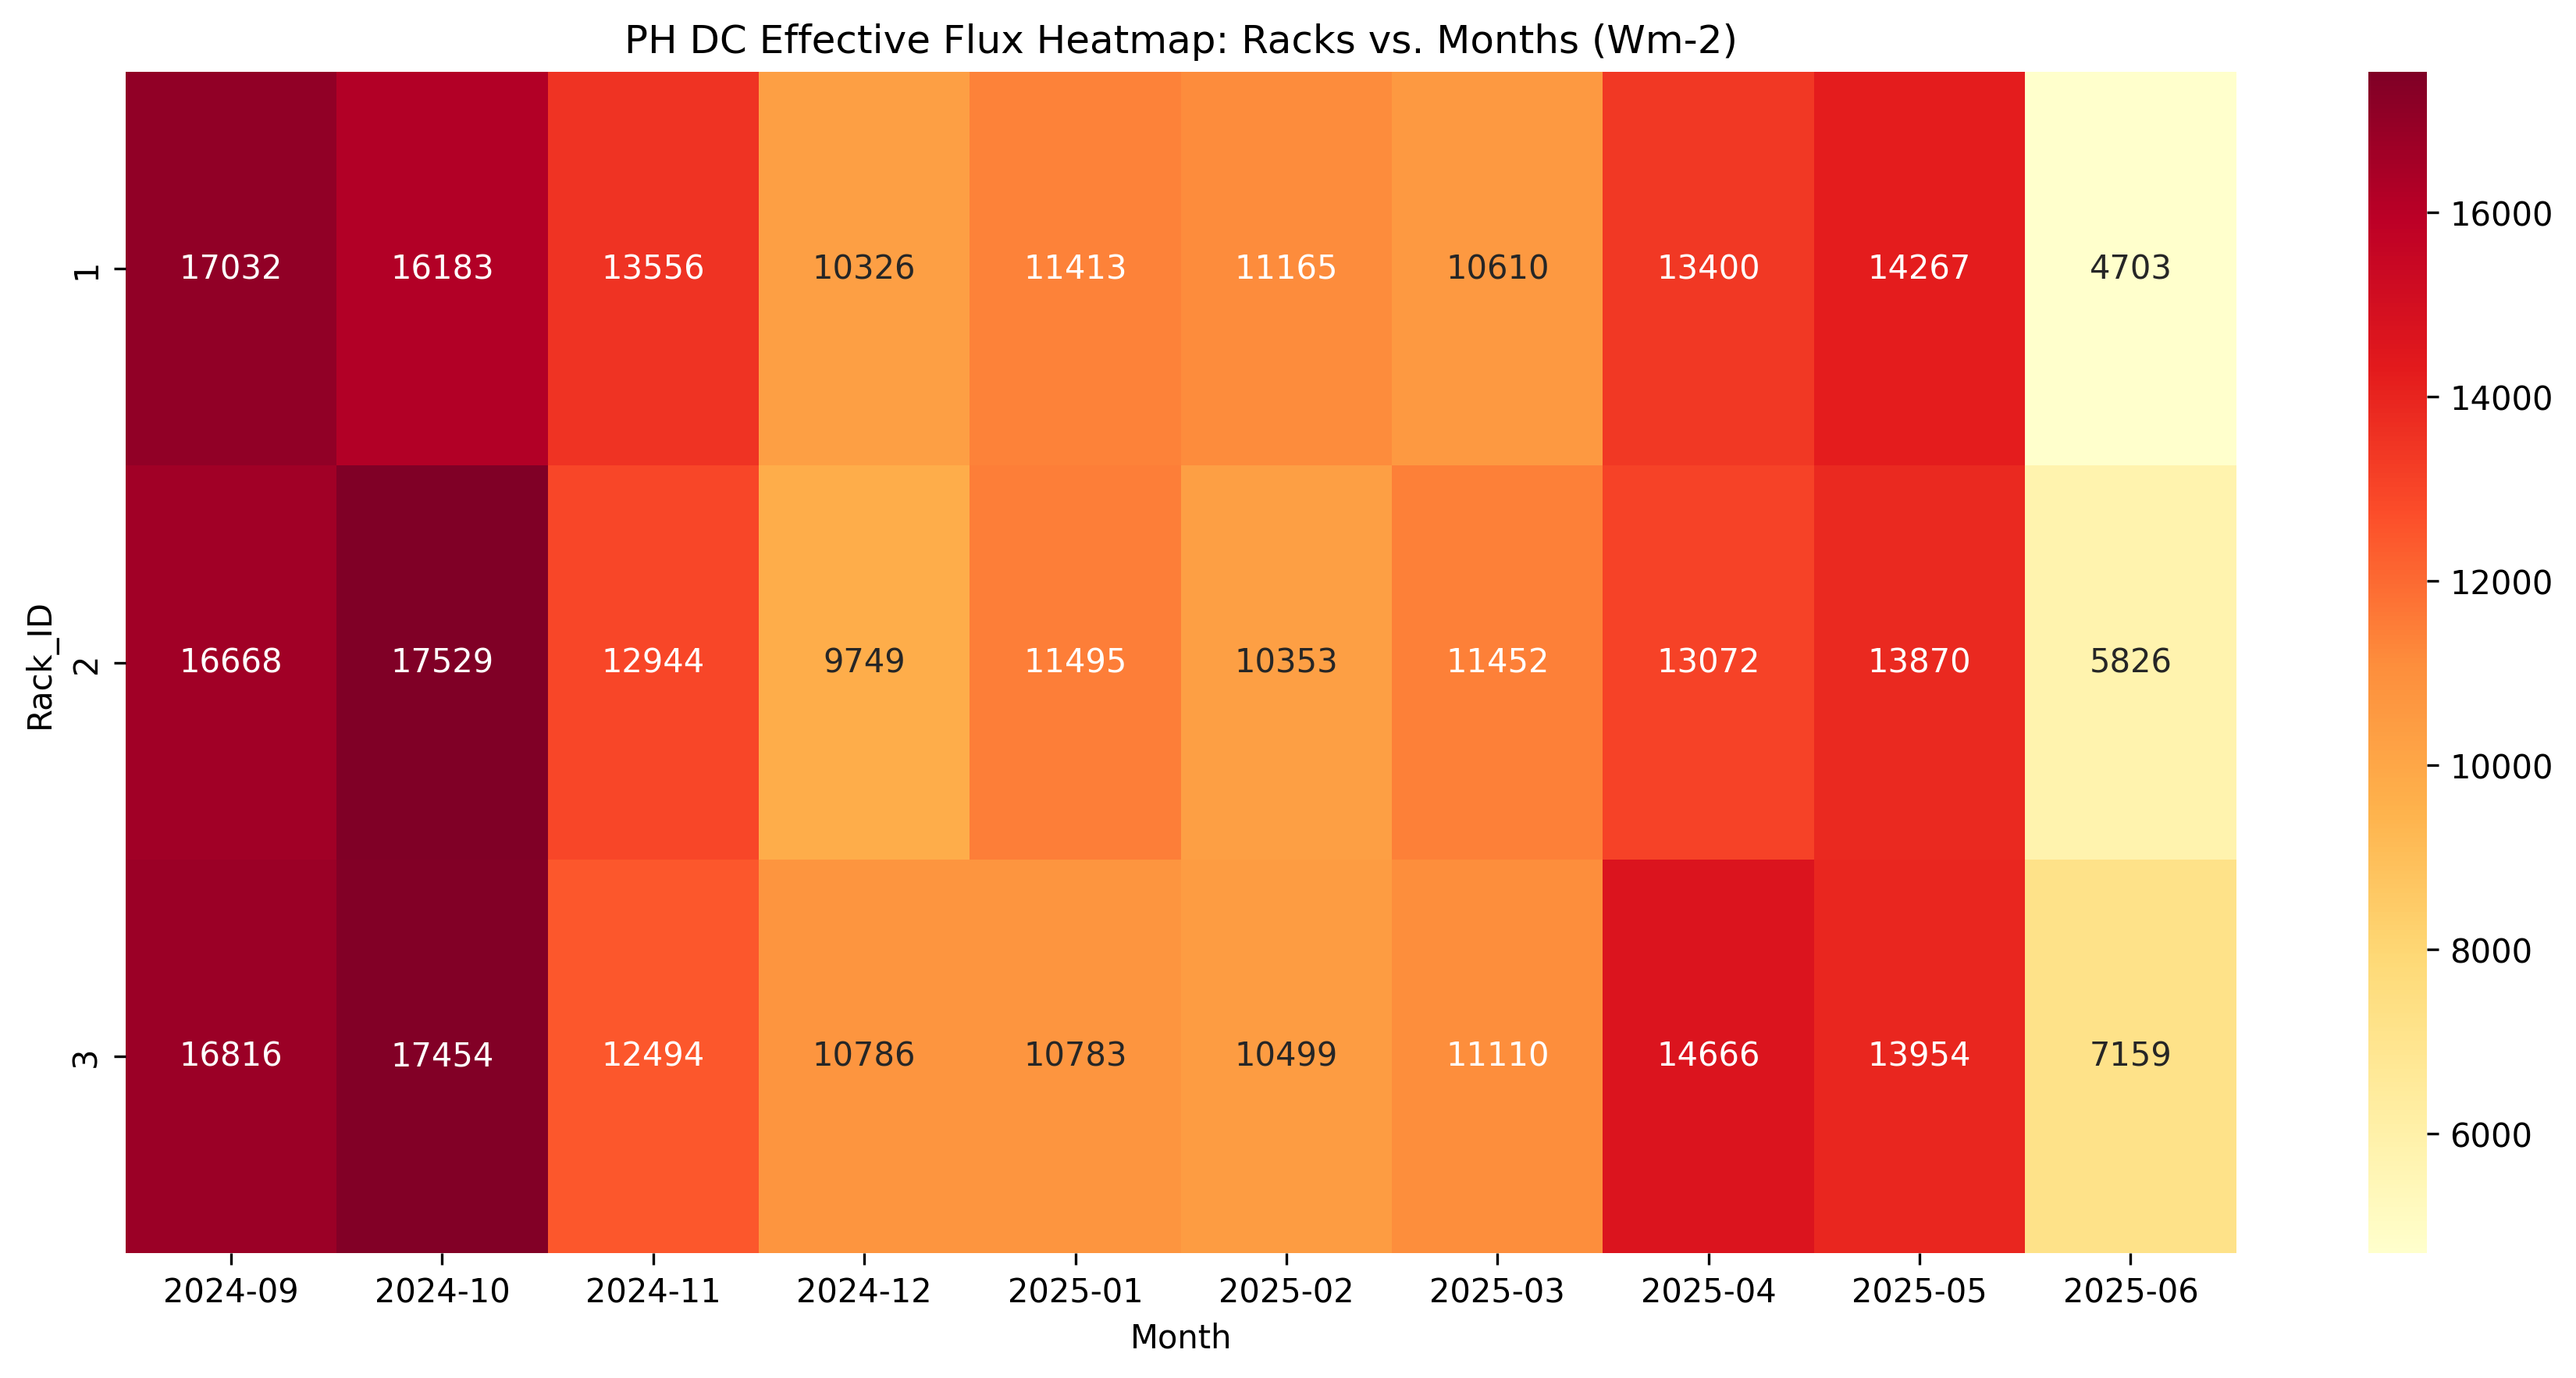 PH DC Effective Flux Heatmap: Racks vs. Months (Wm-2)
Rack_ID
1
17032 16183 13556 10326 11413 11165 10610 13400 14267 4703
2
16668 17529 12944 9749 11495 10353 11452 13072 13870 5826
3
16816 17454 12494 10786 10783 10499 11110 14666 13954 7159
2024-09 2024-10 2024-11 2024-12 2025-01 2025-02 2025-03 2025-04 2025-05 2025-06
Month
16000
14000
12000
10000
8000
6000